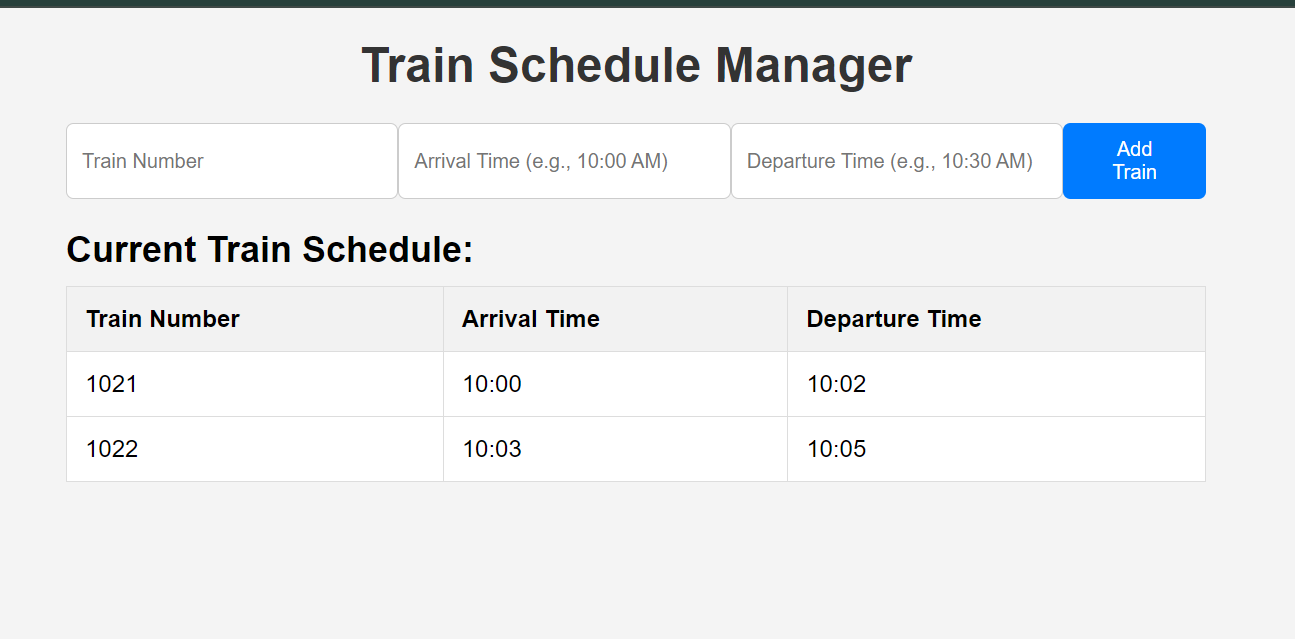 Train Schedule Manager
Train Number Arrival Time (e.g., 10:00 AM) Departure Time (e.g., 10:30 AM) Add
Train
Current Train Schedule:
Train Number Arrival Time Departure Time
1021 10:00 10:02
1022 10:03 10:05